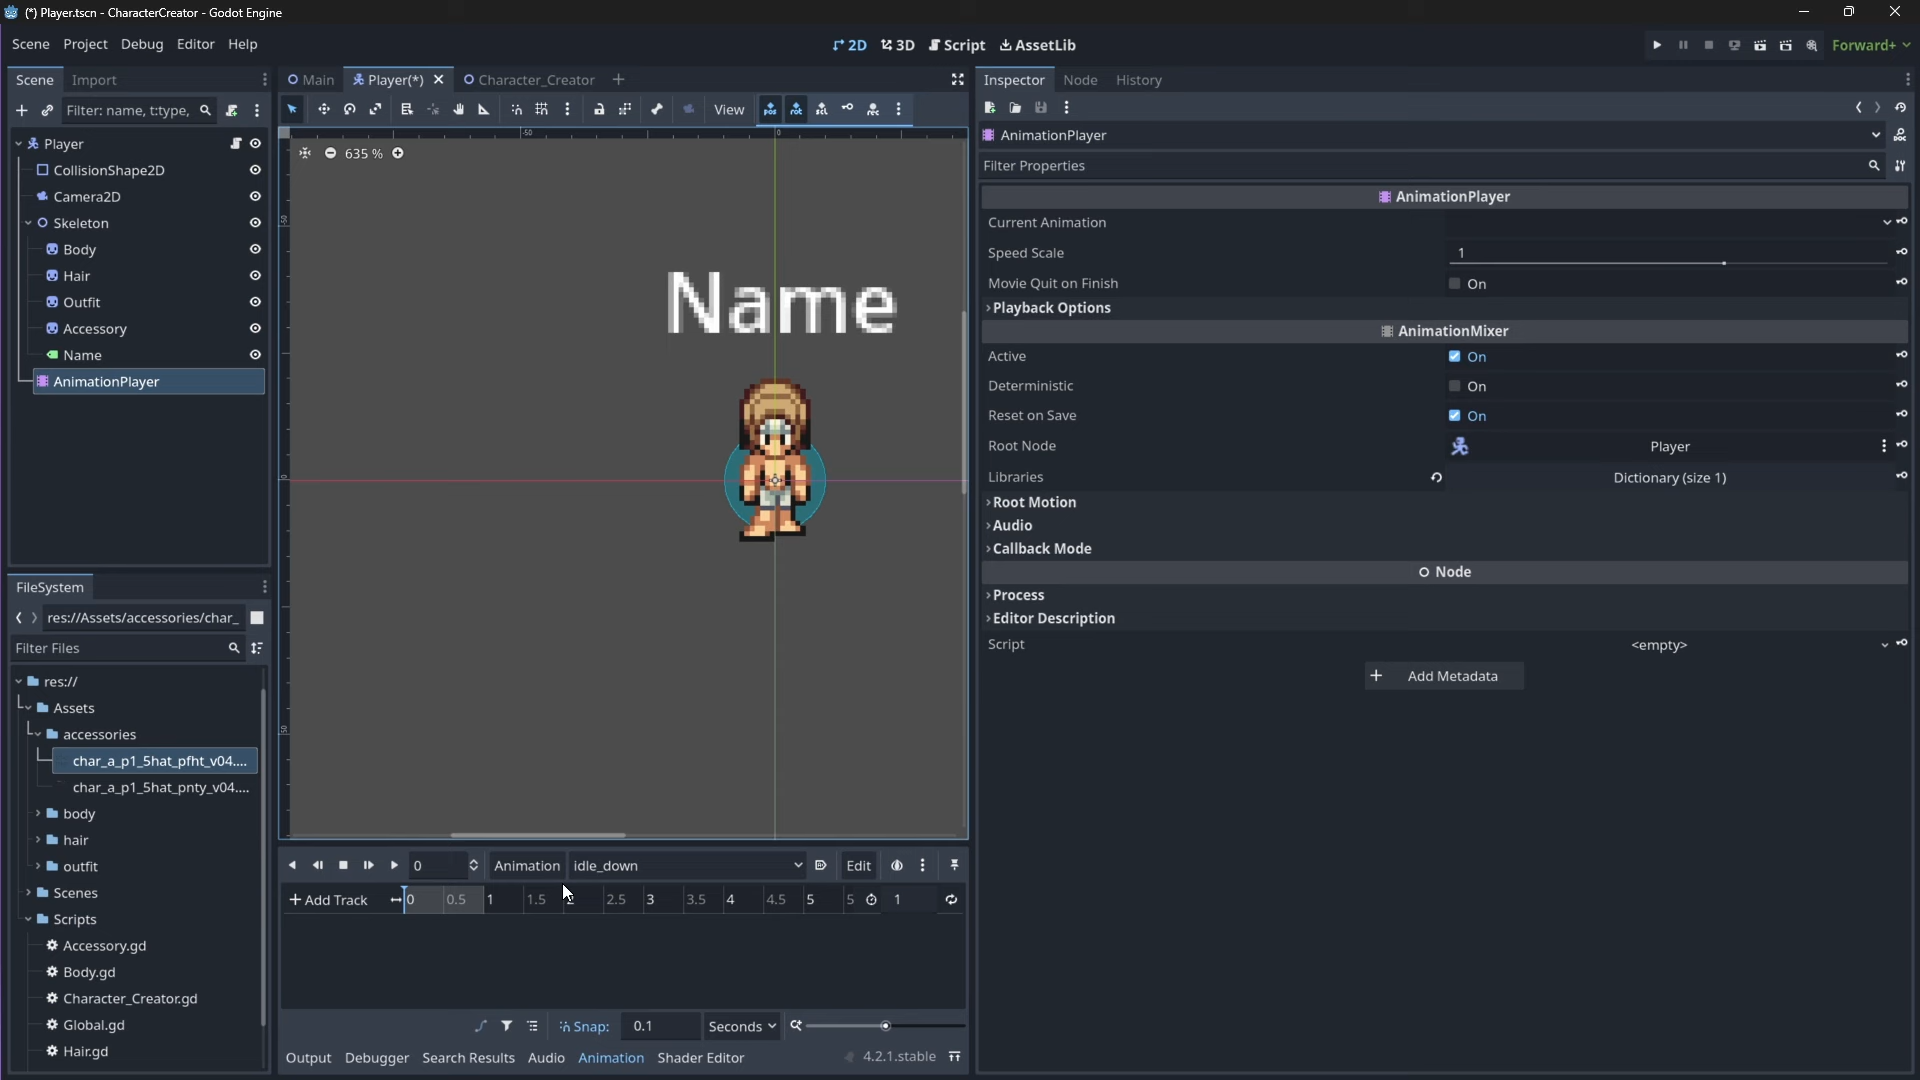 (*) Player.tscn - CharacterCreator - Godot Engine
Scene Project Debug Editor Help
2D 3D Script AssetLib
Forward+
Scene Import
Filter: name, t:type,
Player
CollisionShape2D
Camera2D
Skeleton
Body
Hair
Outfit
Accessory
Name
AnimationPlayer
FileSystem
res://Assets/accessories/char_
Filter Files
res://
Assets
accessories
char_a_p1_5hat_pfht_v04....
char_a_p1_5hat_pnty_v04....
body
hair
outfit
Scenes
Scripts
Accessory.gd
Body.gd
Character_Creator.gd
Global.gd
Hair.gd
Main Player(*) Character_Creator
View
-50 0
635 %
50
0
50
Name
0 Animation idle_down Edit
Add Track 0 0.5 1 1.5 2 2.5 3 3.5 4 4.5 5 5 1
Snap: 0.1 Seconds
Output Debugger Search Results Audio Animation Shader Editor 4.2.1.stable
Inspector Node History
AnimationPlayer
Filter Properties
AnimationPlayer
Current Animation
Speed Scale 1
Movie Quit on Finish On
Playback Options
AnimationMixer
Active On
Deterministic On
Reset on Save On
Root Node Player
Libraries Dictionary (size 1)
Root Motion
Audio
Callback Mode
Node
Process
Editor Description
Script <empty>
Add Metadata